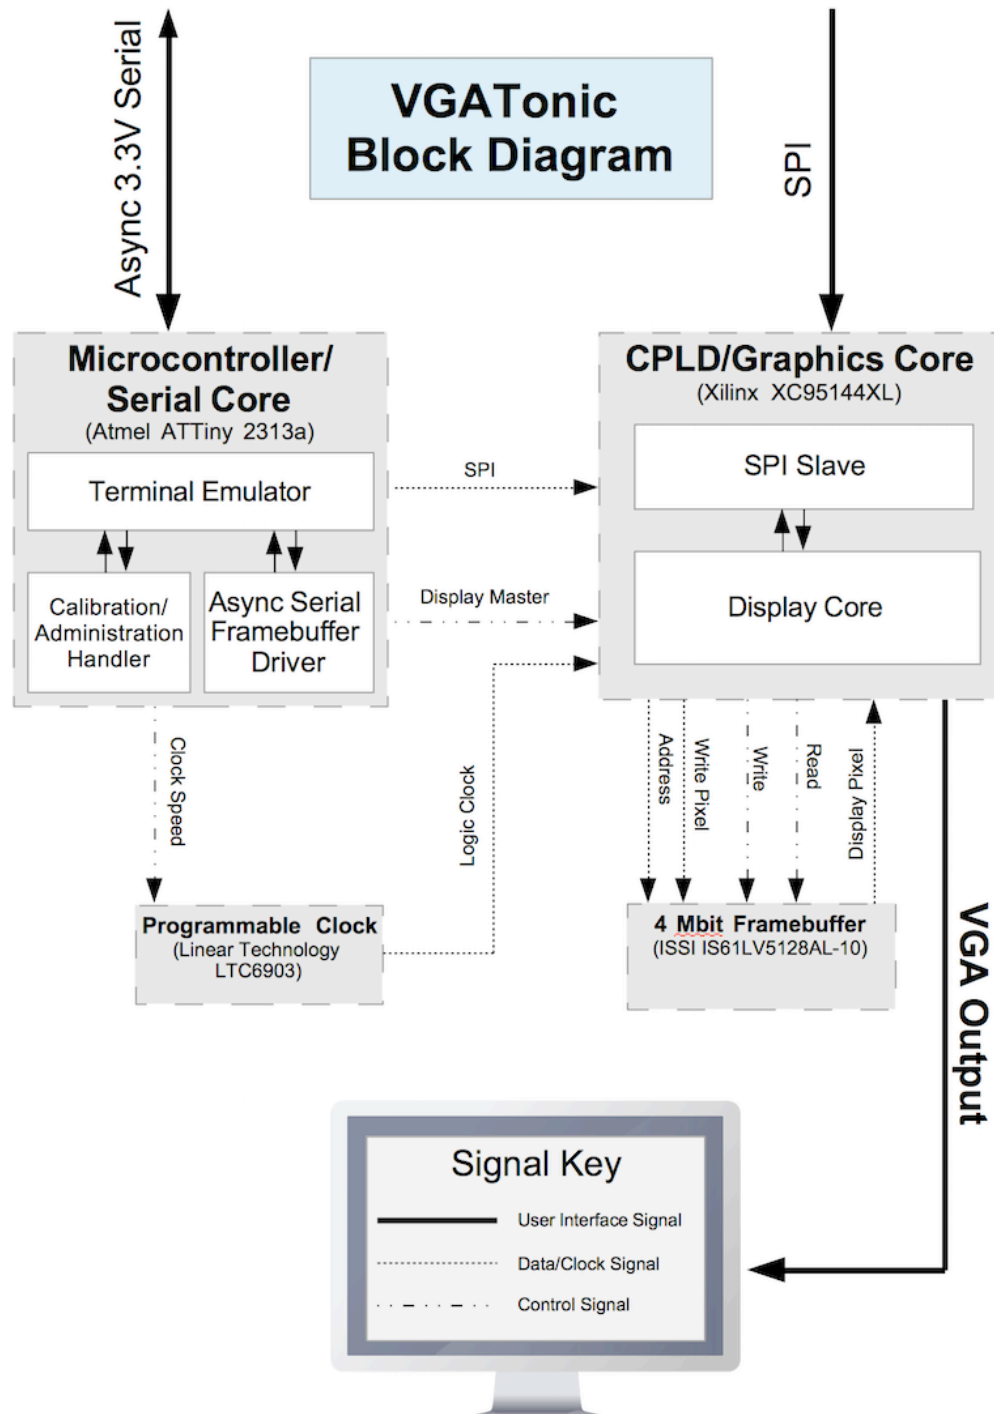 Async 3.3V Serial
VGATonic
Block Diagram
SPI
Microcontroller/
Serial Core
(Atmel ATTiny 2313a)
Terminal Emulator
Calibration/
Administration
Handler
Async Serial
Framebuffer
Driver
SPI
Display Master
CPLD/Graphics Core
(Xilinx XC95144XL)
SPI Slave
Display Core
Clock Speed
Logic Clock
Address
Write Pixel
Write
Read
Display Pixel
Programmable Clock
(Linear Technology
LTC6903)
4 Mbit Framebuffer
(ISSI IS61LV5128AL-10)
VGA Output
Signal Key
User Interface Signal
Data/Clock Signal
Control Signal